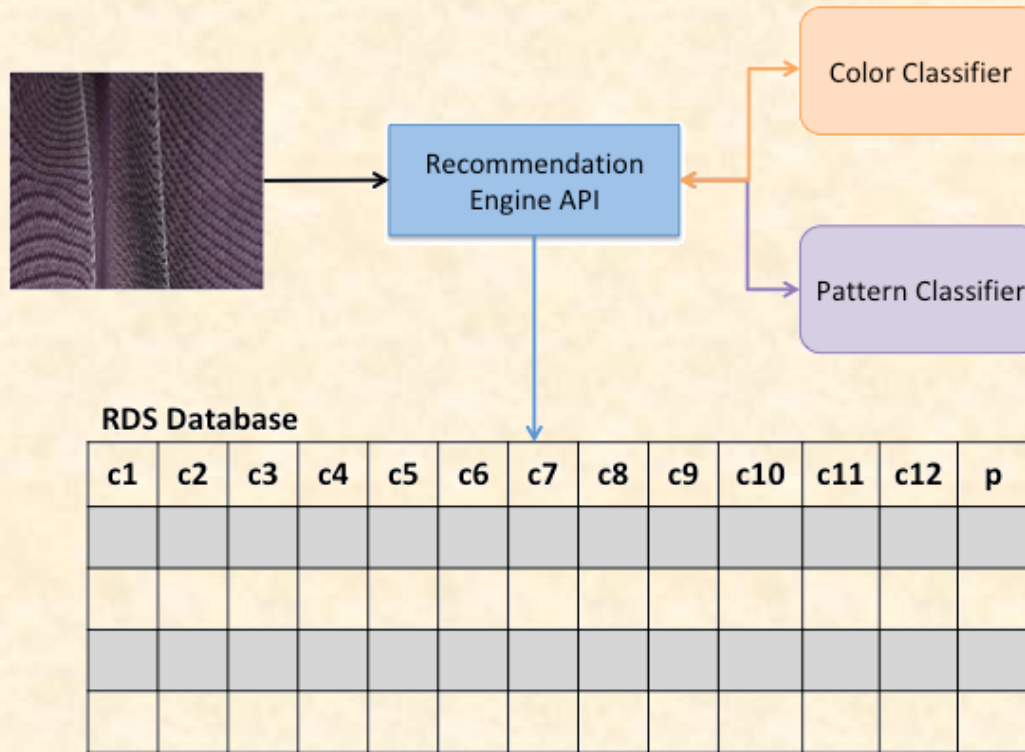 Color Classifier
Recommendation
Engine API
Pattern Classifier
RDS Database
c1 c2 c3 c4 c5 c6 c7 c8 c9 c10 c11 c12 p